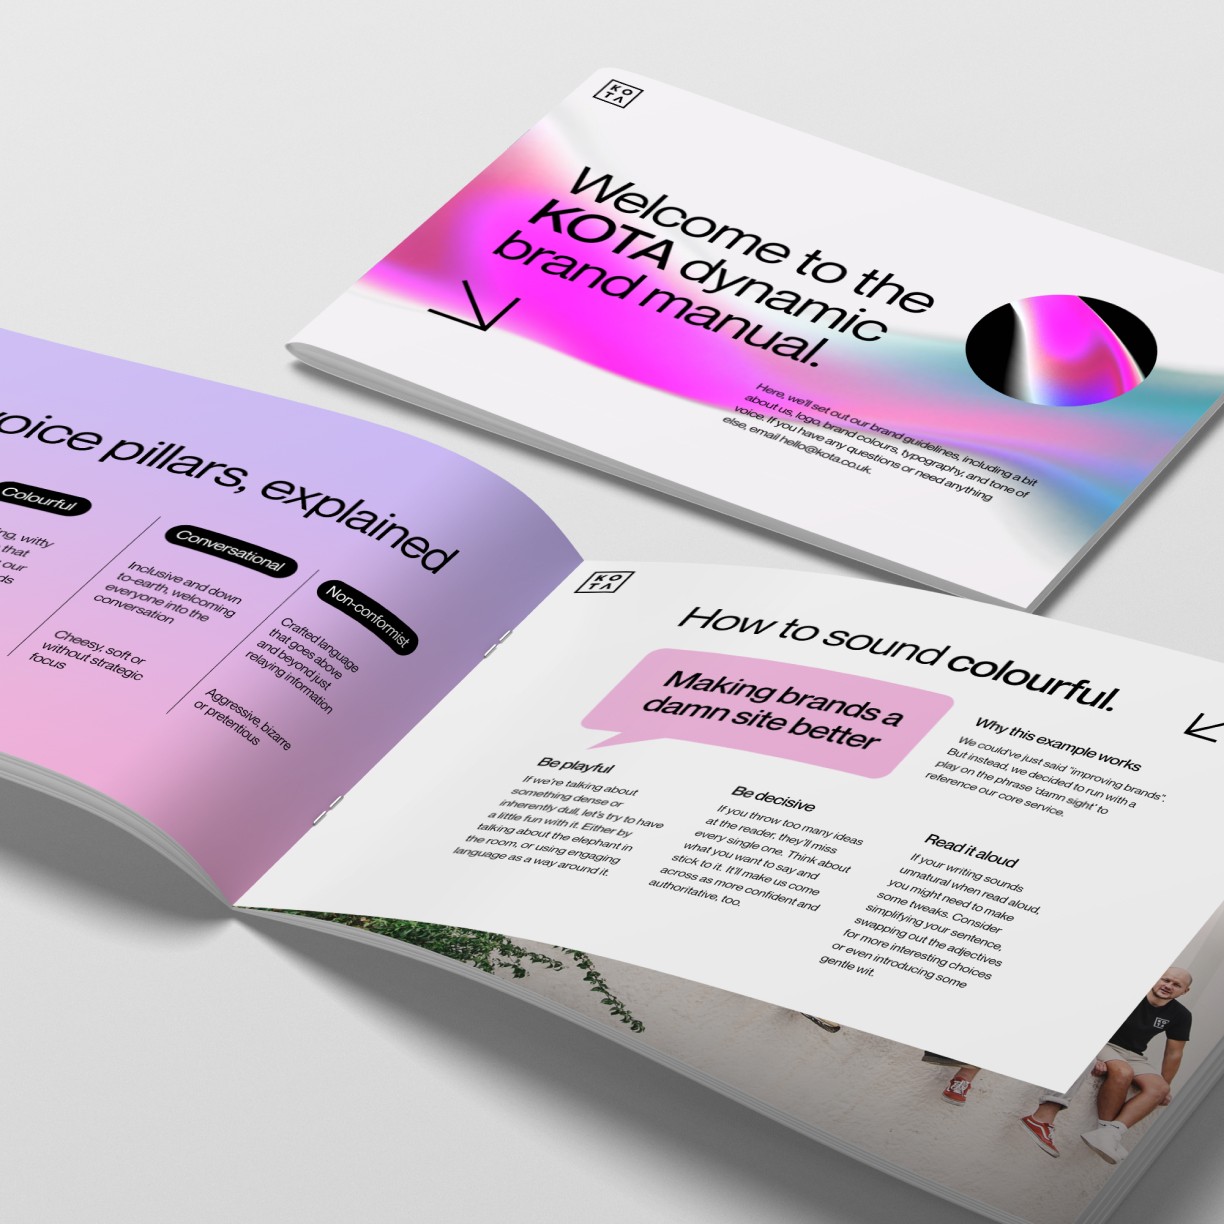 KO
TA
Welcome to the
KOTA dynamic
brand manual.
Here, we'll set out our brand guidelines, including a bit
about us, logo, brand colours, typography, and tone of
voice. If you have any questions or need anything
else, email hello@kota.co.uk.
voice pillars, explained
Colourful
witty
that
our
Conversational
Inclusive and down
to-earth, welcoming
everyone into the
conversation
Cheesy, soft or
without strategic
focus
Non-conformist
Crafted language
that goes above
and beyond just
relaying information
Aggressive, bizarre
or pretentious
KO
TA
How to sound colourful.
Making brands a
damn site better
Be playful
If we're talking about
something dense or
inherently dull, let's try to have
a little fun with it. Either by
talking about the elephant in
the room, or using engaging
language as a way around it.
Be decisive
If you throw too many ideas
at the reader, they'll miss
every single one. Think about
what you want to say and
stick to it. It'll make us come
across as more confident and
authoritative, too.
Why this example works
We could've just said "improving brands".
But instead, we decided to run with a
play on the phrase 'damn sight' to
reference our core service.
Read it aloud
If your writing sounds
unnatural when read aloud,
you might need to make
some tweaks. Consider
simplifying your sentence,
swapping out the adjectives
for more interesting choices
or even introducing some
gentle wit.
KO
TA